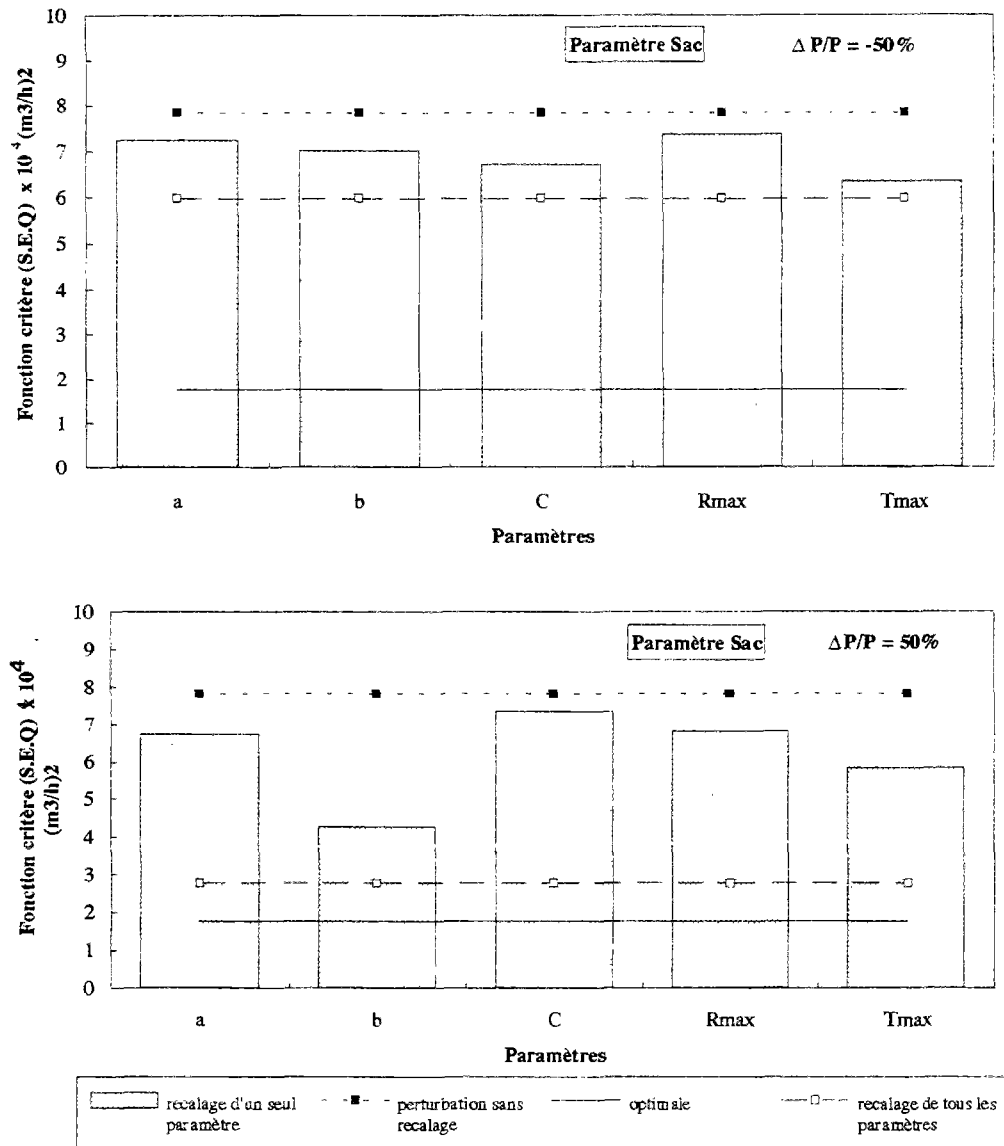 Fonction critère (S.E.Q) x 10⁴ (m3/h)2
10
9
8
7
6
5
4
3
2
1
0
Paramètre Sac
Δ P/P = -50%
a
b
C
Rmax
Tmax
Paramètres
Fonction critère (S.E.Q) x 10⁴
(m3/h)2
10
9
8
7
6
5
4
3
2
1
0
Paramètre Sac
ΔP/P = 50%
a
b
C
Rmax
Tmax
Paramètres
recalage d'un seul
paramètre
perturbation sans
recalage
optimale
recalage de tous les
paramètres